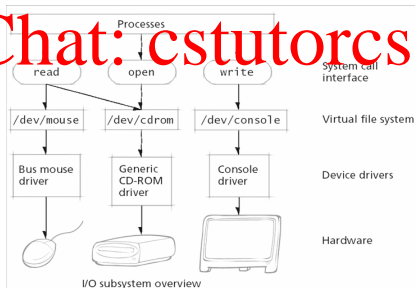 Processes
Chat: cstutorcs
System call
read
open
write
interface
/dev/mouse
/dev/cdrom
/dev/console
Virtual file system
Bus mouse
driver
Generic
CD-ROM
driver
Console
driver
Device drivers
Hardware
I/O subsystem overview